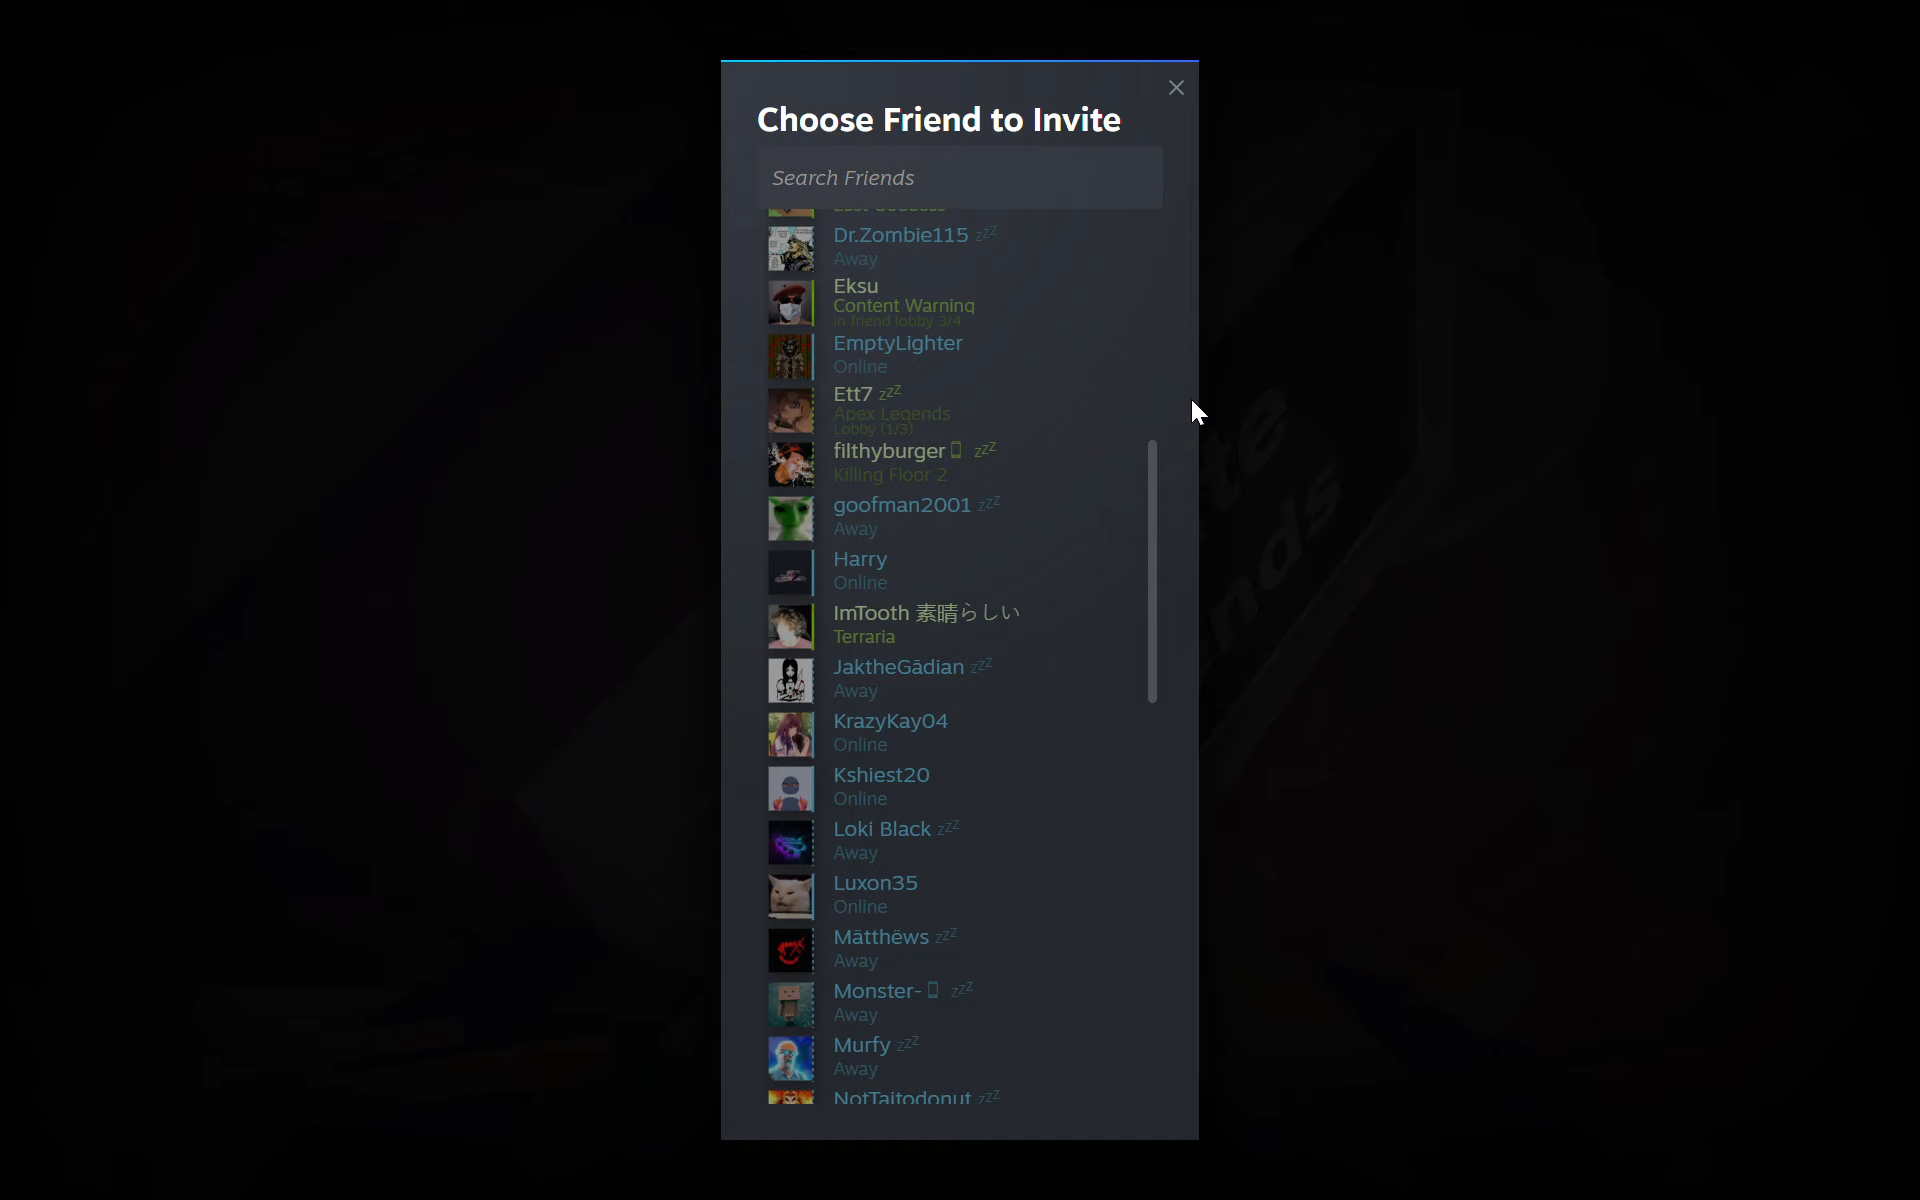 Choose Friend to Invite
Search Friends
Dr.Zombie115 zzZ
Away
Eksu
Content Warning
In friend lobby 3/4
EmptyLighter
Online
Ett7 zzZ
Apex Legends
Lobby (1/3)
filthyburger zzZ
Killing Floor 2
goofman2001 zzZ
Away
Harry
Online
ImTooth 素晴らしい
Terraria
JaktheGādian zzZ
Away
KrazyKay04
Online
Kshiest20
Online
Loki Black zzZ
Away
Luxon35
Online
Mätthëws zzZ
Away
Monster- zzZ
Away
Murfy zzZ
Away
NotTaitodonut zzZ